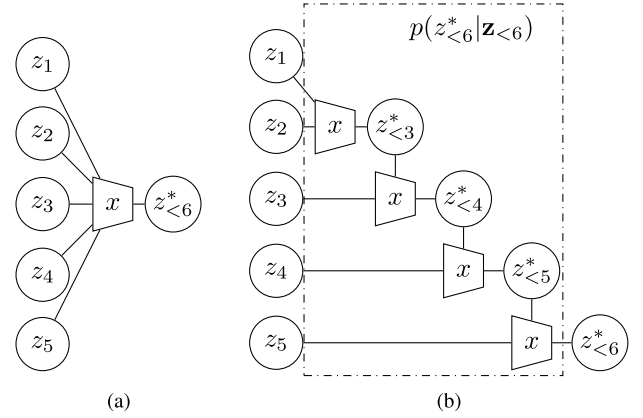 z₁
z₂
z₃
z₄
z₅
x
z*<6
(a)
p(z*<6|z<6)
z₁
z₂
x
z*<3
z₃
x
z*<4
z₄
x
z*<5
z₅
x
z*<6
(b)